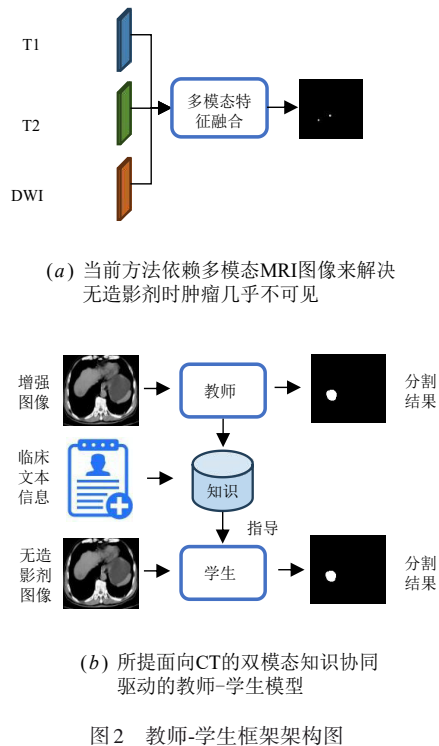 T1
T2
DWI
多模态特
征融合
(a) 当前方法依赖多模态MRI图像来解决
无造影剂时肿瘤几乎不可见
增强
图像
教师
分割
结果
临床
文本
信息
知识
指导
无造
影剂
图像
学生
分割
结果
(b) 所提面向CT的双模态知识协同
驱动的教师-学生模型
图2 教师-学生框架架构图